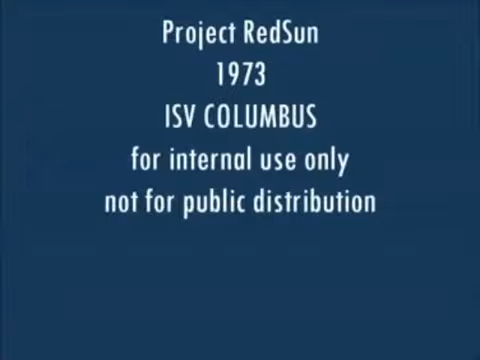 Project RedSun
1973
ISV COLUMBUS
for internal use only
not for public distribution